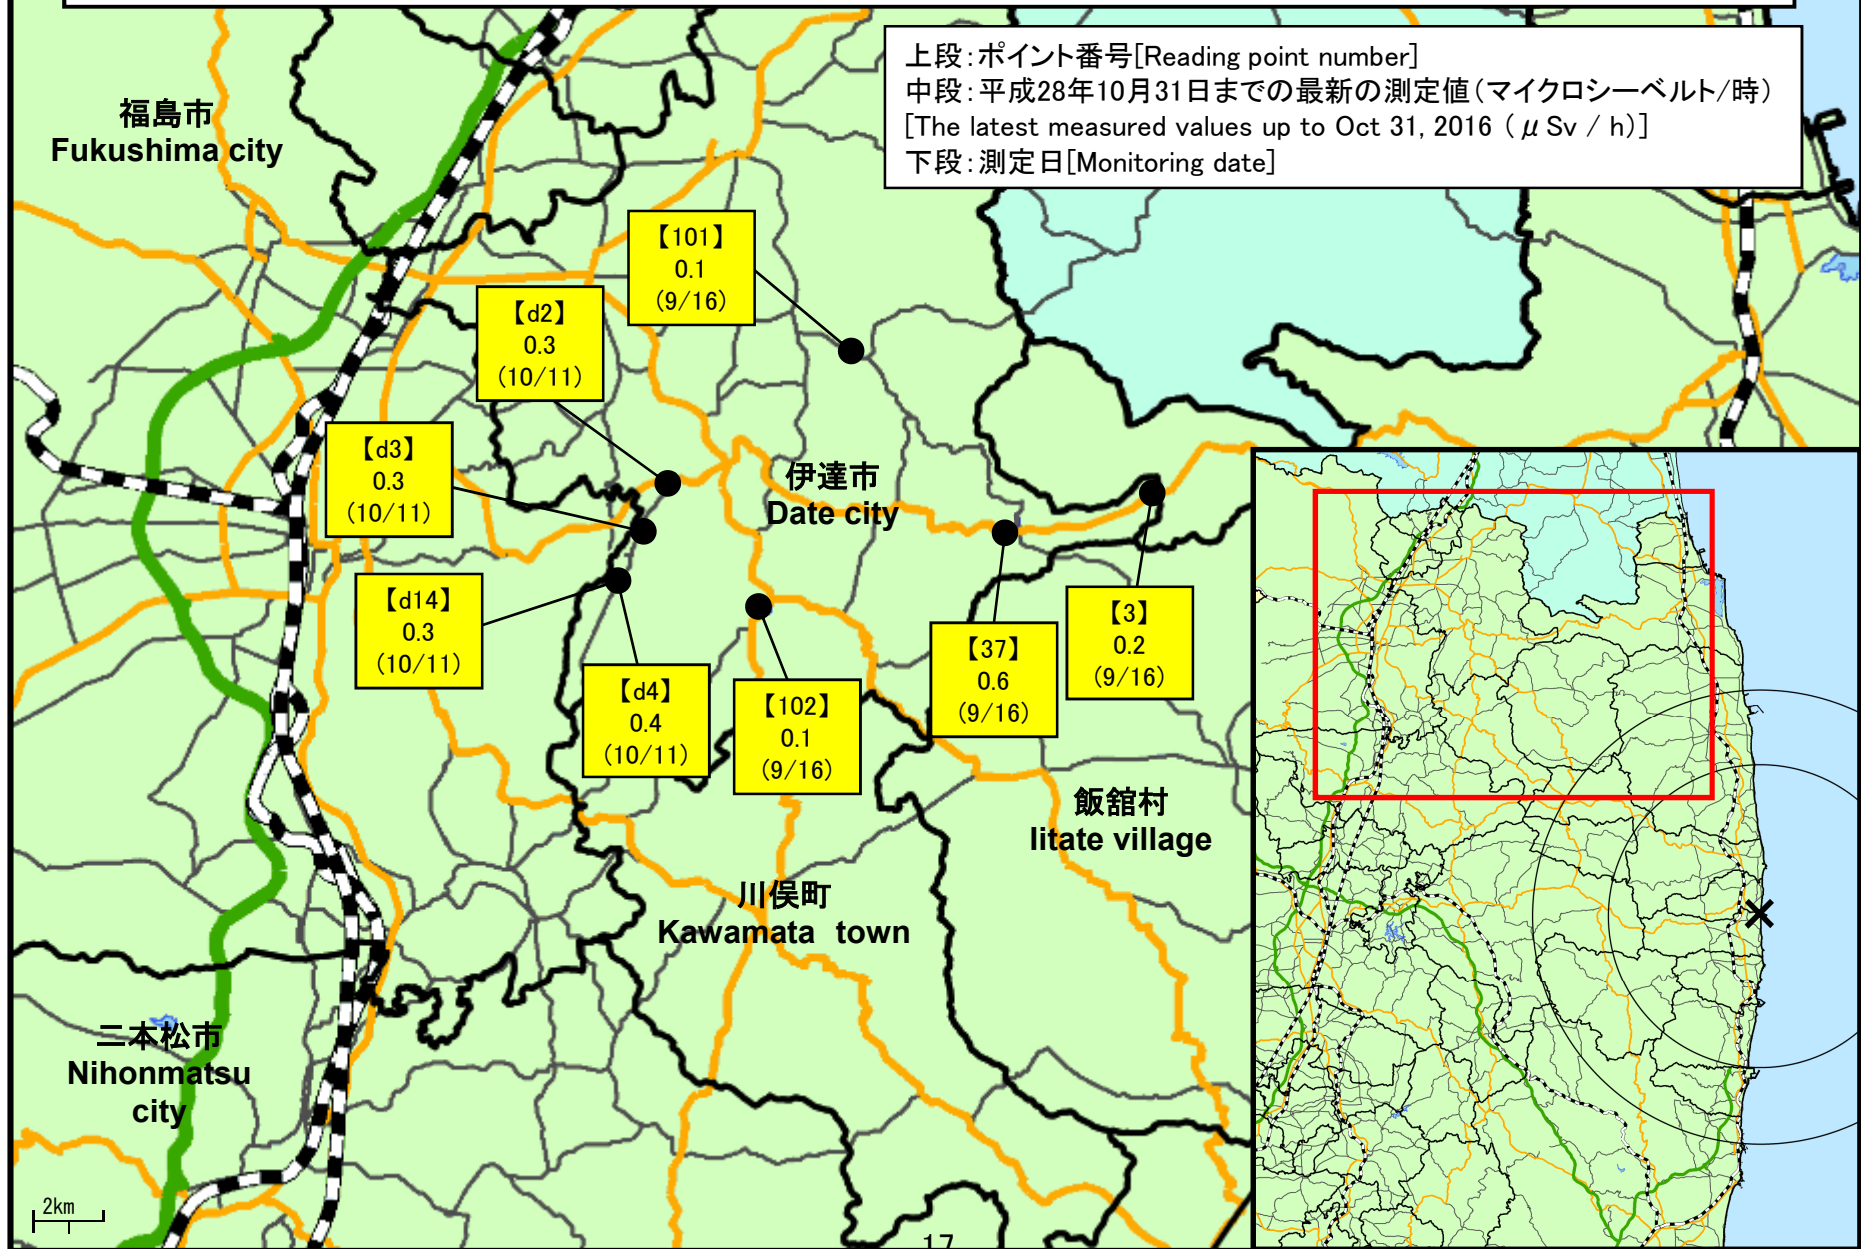 上段：ポイント番号[Reading point number]
中段：平成28年10月31日までの最新の測定値（マイクロシーベルト/時）
[The latest measured values up to Oct 31, 2016 ( μ Sv / h)]
下段：測定日[Monitoring date]
福島市
Fukushima city
【101】
0.1
(9/16)
【d2】
0.3
(10/11)
【d3】
0.3
(10/11)
伊達市
Date city
【d14】
0.3
(10/11)
【d4】
0.4
(10/11)
【102】
0.1
(9/16)
【37】
0.6
(9/16)
【3】
0.2
(9/16)
飯舘村
Iitate village
川俣町
Kawamata town
二本松市
Nihonmatsu
city
2km
17